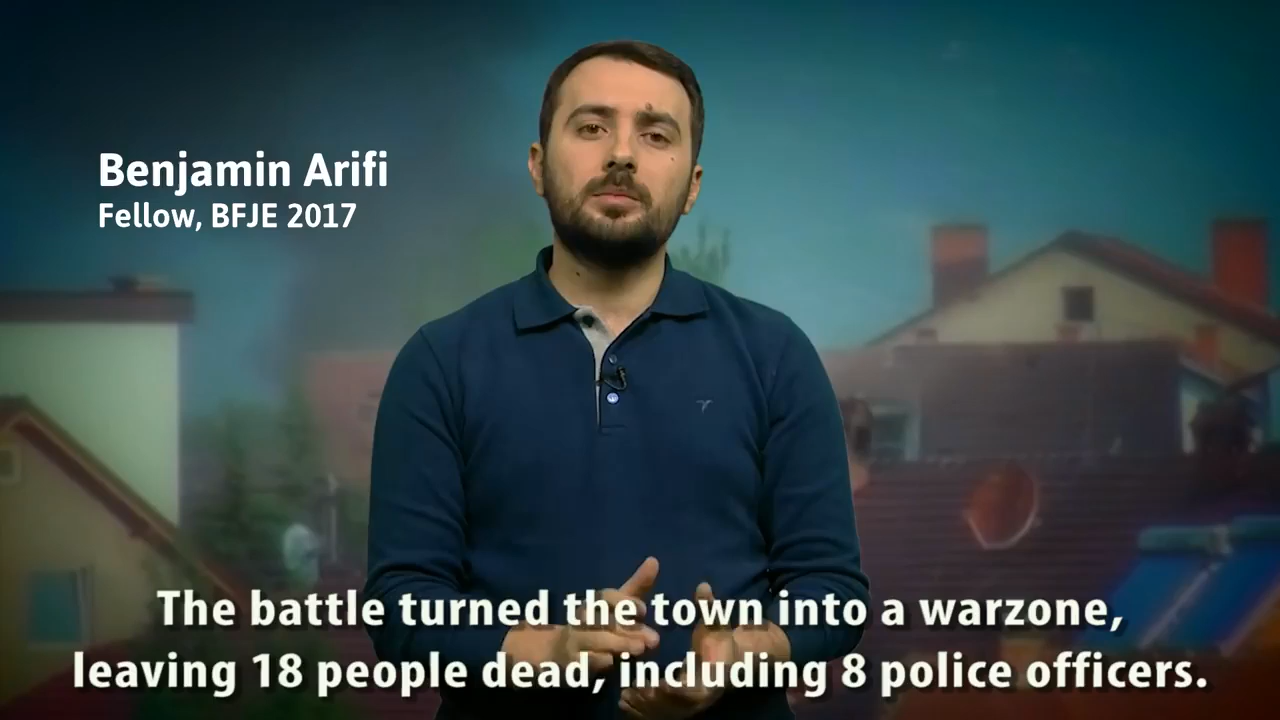 Benjamin Arifi
Fellow, BFJE 2017
The battle turned the town into a warzone,
leaving 18 people dead, including 8 police officers.